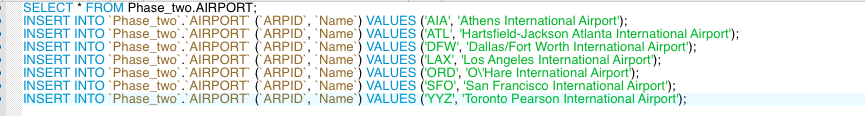 SELECT * FROM Phase_two.AIRPORT;
INSERT INTO `Phase_two`.`AIRPORT` (`ARPID`, `Name`) VALUES ('AIA', 'Athens International Airport');
INSERT INTO `Phase_two`.`AIRPORT` (`ARPID`, `Name`) VALUES ('ATL', 'Hartsfield-Jackson Atlanta International Airport');
INSERT INTO `Phase_two`.`AIRPORT` (`ARPID`, `Name`) VALUES ('DFW', 'Dallas/Fort Worth International Airport');
INSERT INTO `Phase_two`.`AIRPORT` (`ARPID`, `Name`) VALUES ('LAX', 'Los Angeles International Airport');
INSERT INTO `Phase_two`.`AIRPORT` (`ARPID`, `Name`) VALUES ('ORD', 'O\'Hare International Airport');
INSERT INTO `Phase_two`.`AIRPORT` (`ARPID`, `Name`) VALUES ('SFO', 'San Francisco International Airport');
INSERT INTO `Phase_two`.`AIRPORT` (`ARPID`, `Name`) VALUES ('YYZ', 'Toronto Pearson International Airport');